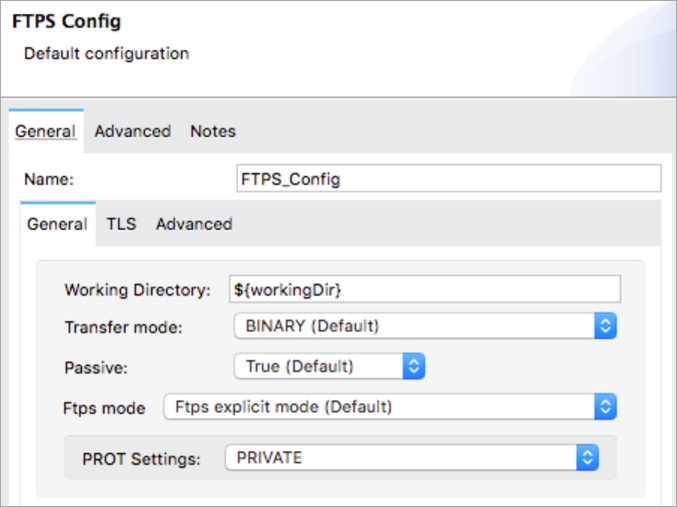 FTPS Config
Default configuration
General Advanced Notes
Name: FTPS_Config
General TLS Advanced
Working Directory: ${workingDir}
Transfer mode: BINARY (Default)
Passive: True (Default)
Ftps mode Ftps explicit mode (Default)
PROT Settings: PRIVATE